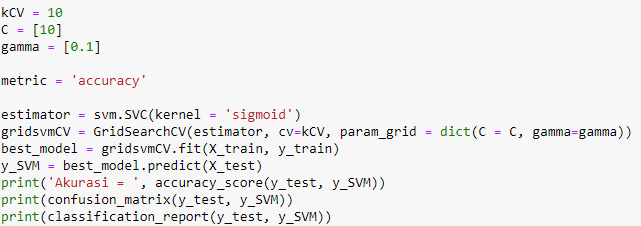 kCV = 10
C = [10]
gamma = [0.1]
metric = 'accuracy'
estimator = svm.SVC(kernel = 'sigmoid')
gridsvmCV = GridSearchCV(estimator, cv=kCV, param_grid = dict(C = C, gamma=gamma))
best_model = gridsvmCV.fit(X_train, y_train)
y_SVM = best_model.predict(X_test)
print('Akurasi = ', accuracy_score(y_test, y_SVM))
print(confusion_matrix(y_test, y_SVM))
print(classification_report(y_test, y_SVM))